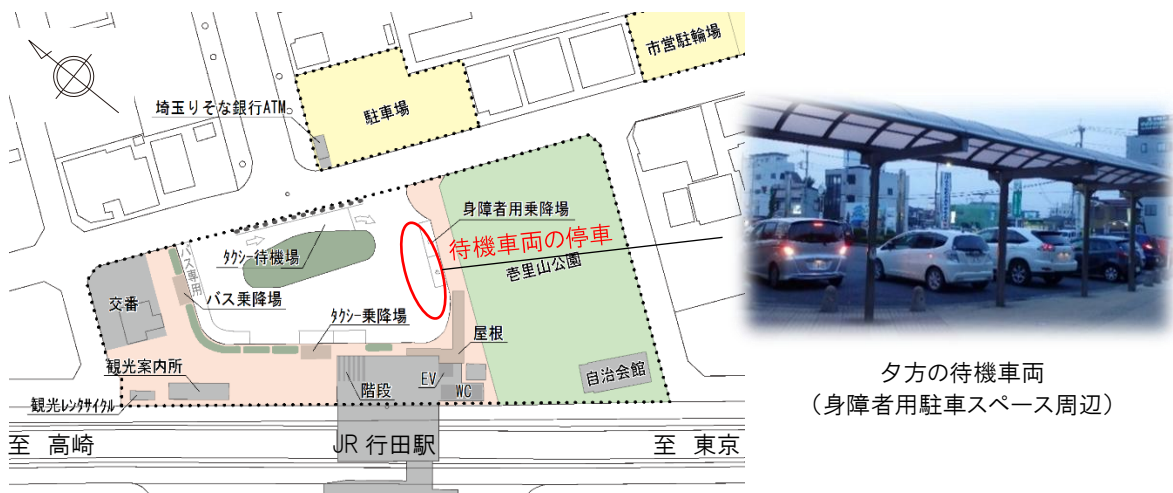 市営駐輪場
埼玉りそな銀行ATM
駐車場
身障者用乗降場
待機車両の停車
タクシー待機場
壱里山公園
バス専用
交番
バス乗降場
タクシー乗降場
屋根
観光案内所
階段
EV
WC
自治会館
観光レンタサイクル
至 高崎
JR 行田駅
至 東京
夕方の待機車両
（身障者用駐車スペース周辺）